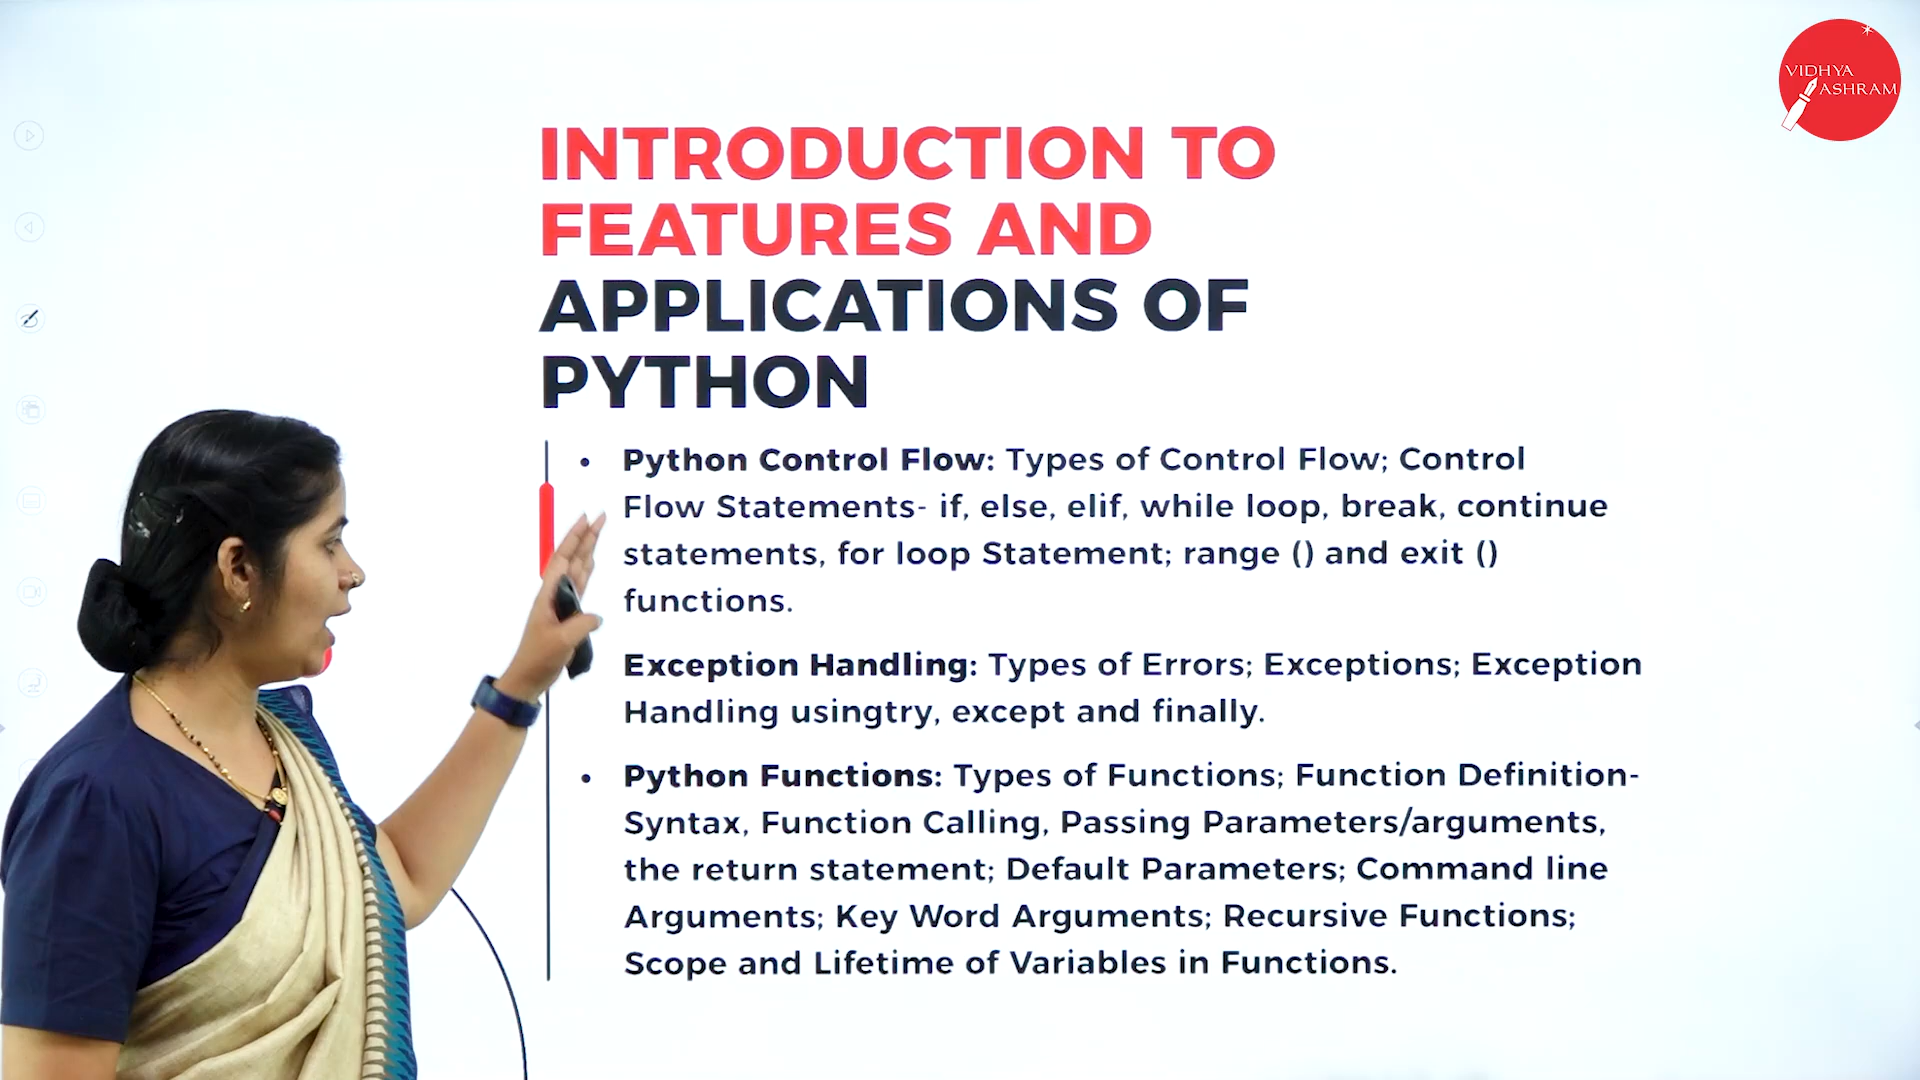 VIDHYA
ASHRAM
INTRODUCTION TO
FEATURES AND
APPLICATIONS OF
PYTHON
• Python Control Flow: Types of Control Flow; Control
Flow Statements- if, else, elif, while loop, break, continue
statements, for loop Statement; range () and exit ()
functions.
Exception Handling: Types of Errors; Exceptions; Exception
Handling usingtry, except and finally.
• Python Functions: Types of Functions; Function Definition-
Syntax, Function Calling, Passing Parameters/arguments,
the return statement; Default Parameters; Command line
Arguments; Key Word Arguments; Recursive Functions;
Scope and Lifetime of Variables in Functions.